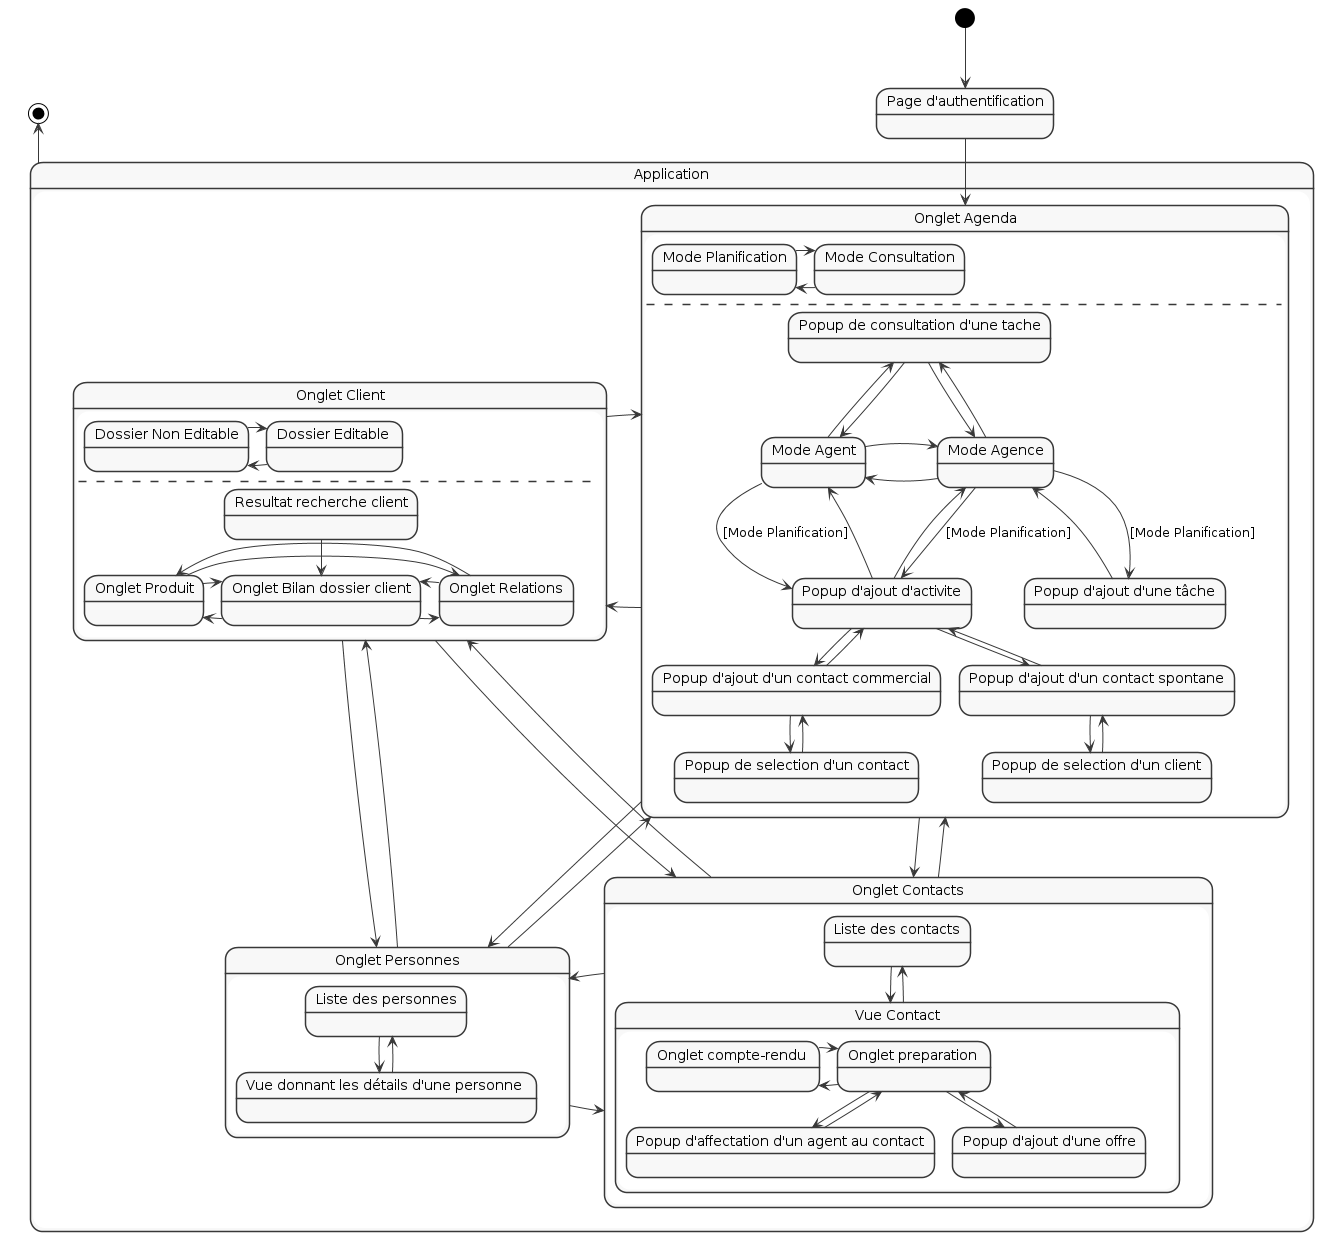 Page d'authentification
Application
Onglet Agenda
Mode Planification
Mode Consultation
Popup de consultation d'une tache
Mode Agent
Mode Agence
[Mode Planification]
[Mode Planification]
[Mode Planification]
Popup d'ajout d'activite
Popup d'ajout d'une tâche
Popup d'ajout d'un contact commercial
Popup d'ajout d'un contact spontane
Popup de selection d'un contact
Popup de selection d'un client
Onglet Client
Dossier Non Editable
Dossier Editable
Resultat recherche client
Onglet Produit
Onglet Bilan dossier client
Onglet Relations
Onglet Personnes
Liste des personnes
Vue donnant les détails d'une personne
Onglet Contacts
Liste des contacts
Vue Contact
Onglet compte-rendu
Onglet preparation
Popup d'affectation d'un agent au contact
Popup d'ajout d'une offre